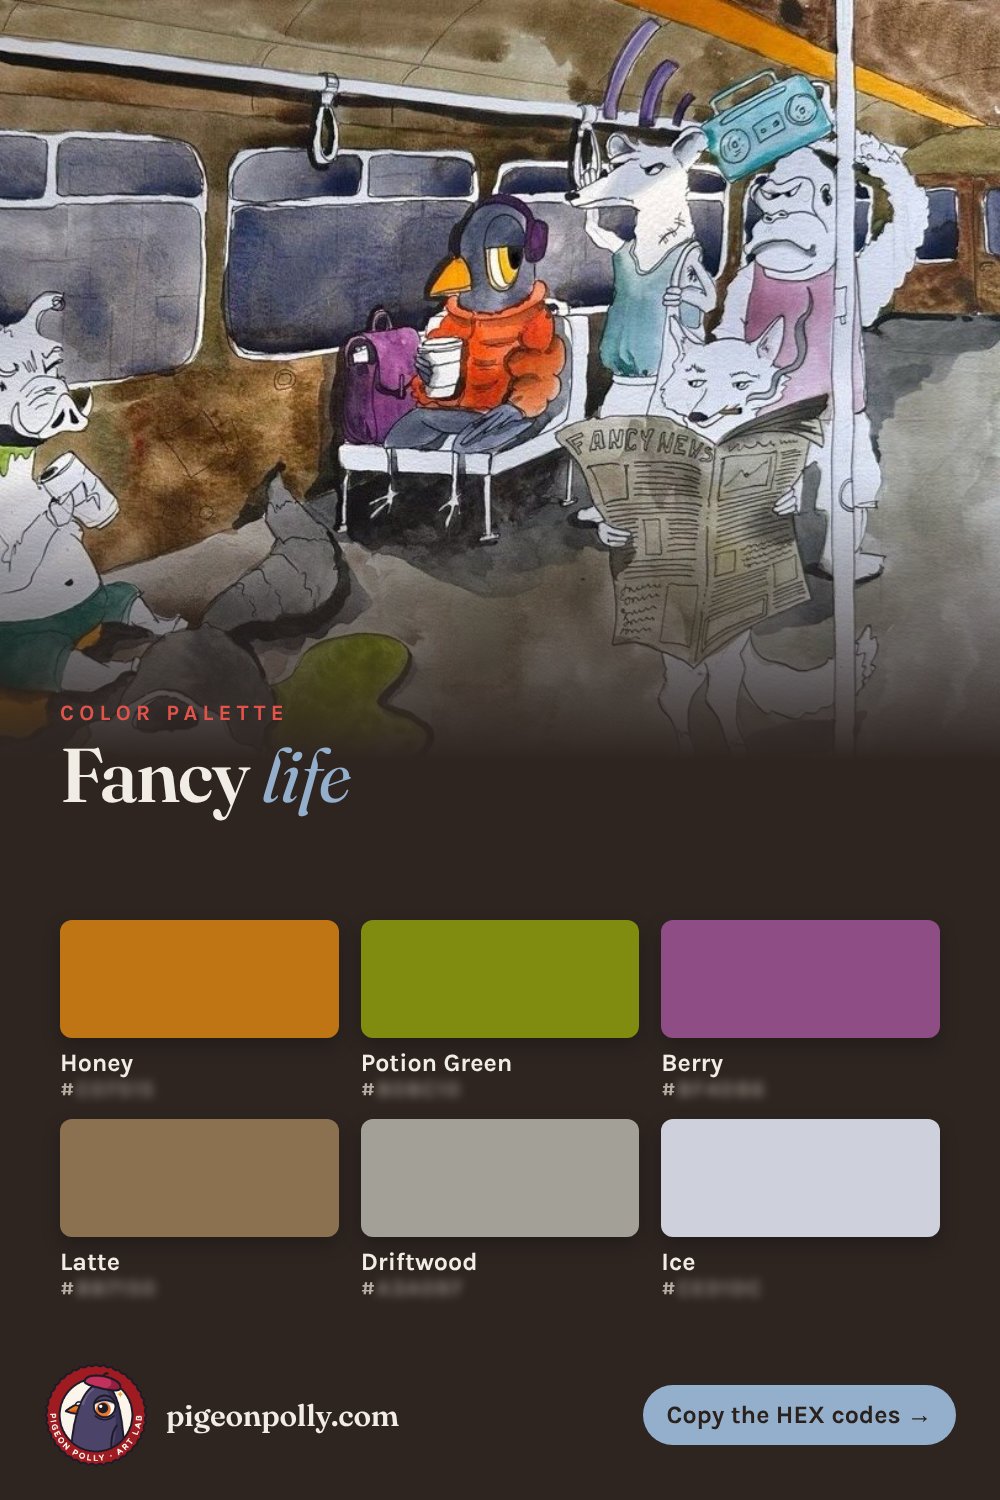 FANCY NEWS
COLOR PALETTE
Fancy life
Honey
#
Potion Green
#
Berry
#
Latte
#
Driftwood
#
Ice
#
PIGEON POLLY · ART LAB
pigeonpolly.com
Copy the HEX codes →